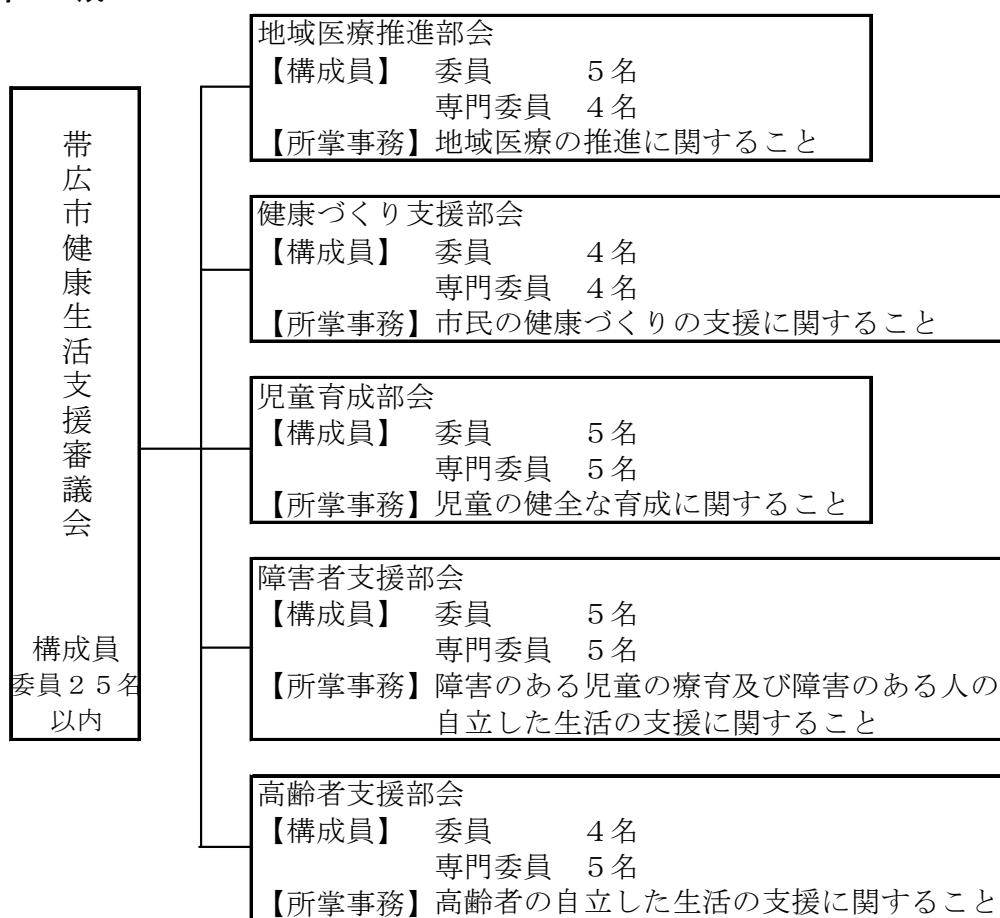 帯広市健康生活支援審議会
構成員
委員２５名
以内
地域医療推進部会
【構成員】 委員 ５名
専門委員 ４名
【所掌事務】地域医療の推進に関すること
健康づくり支援部会
【構成員】 委員 ４名
専門委員 ４名
【所掌事務】市民の健康づくりの支援に関すること
児童育成部会
【構成員】 委員 ５名
専門委員 ５名
【所掌事務】児童の健全な育成に関すること
障害者支援部会
【構成員】 委員 ５名
専門委員 ５名
【所掌事務】障害のある児童の療育及び障害のある人の
自立した生活の支援に関すること
高齢者支援部会
【構成員】 委員 ４名
専門委員 ５名
【所掌事務】高齢者の自立した生活の支援に関すること